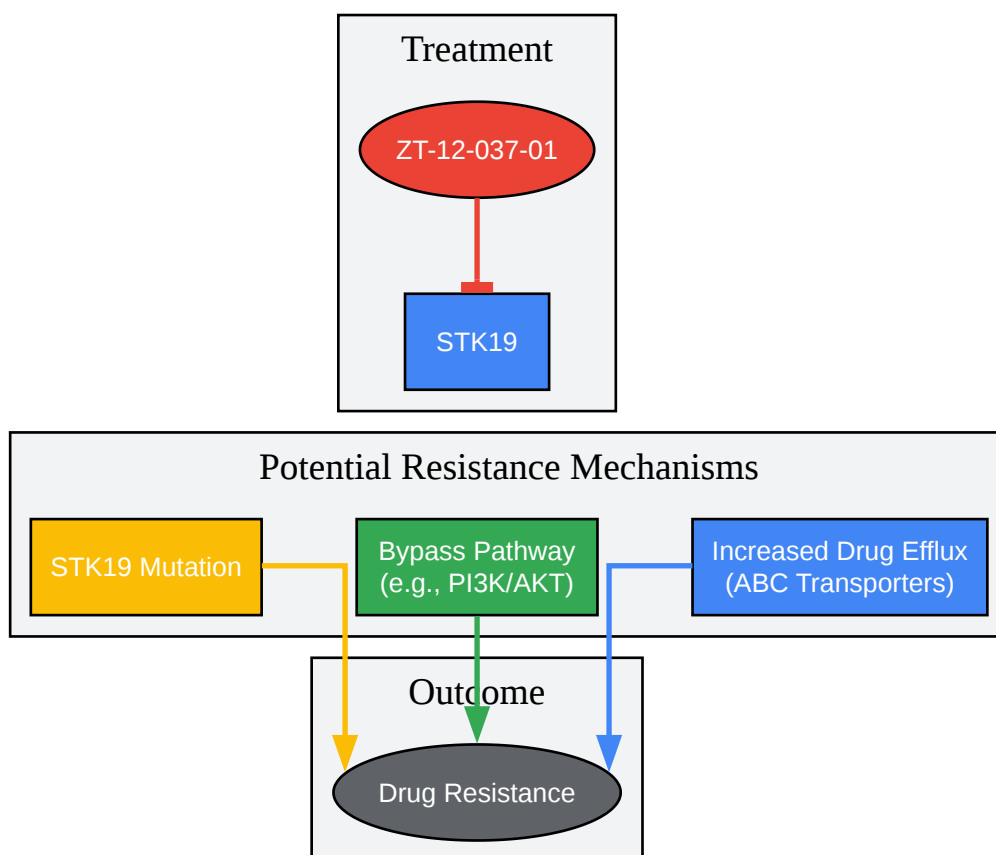 Treatment
ZT-12-037-01
STK19
Potential Resistance Mechanisms
STK19 Mutation
Bypass Pathway
(e.g., PI3K/AKT)
Increased Drug Efflux
(ABC Transporters)
Outcome
Drug Resistance